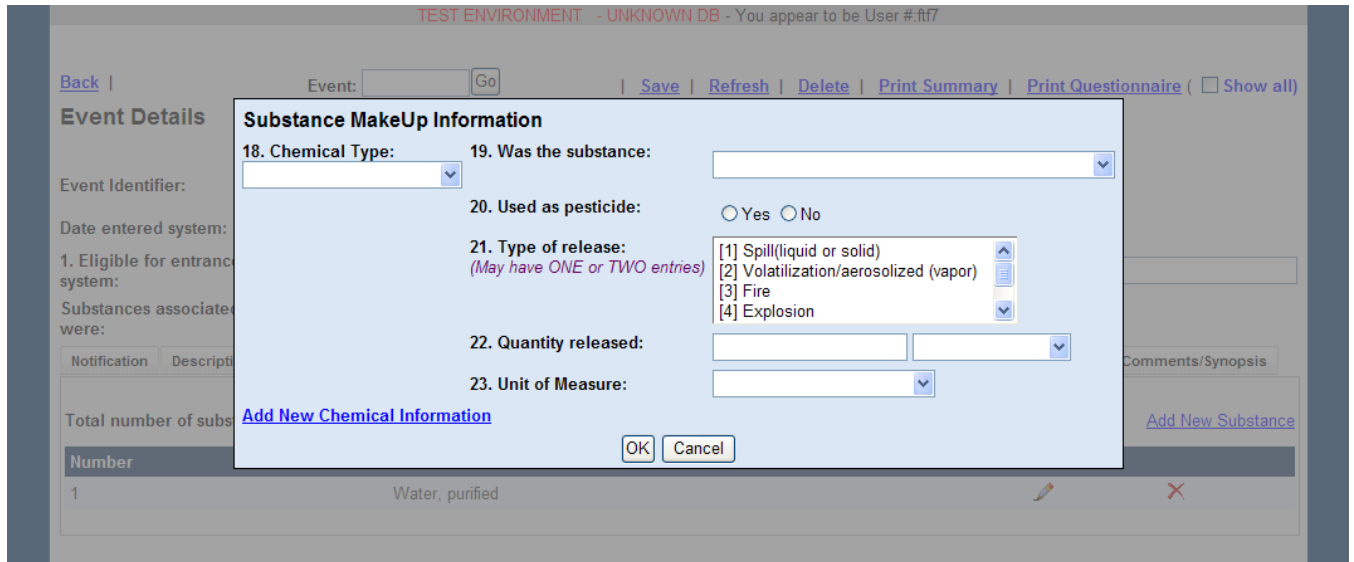 TEST ENVIRONMENT - UNKNOWN DB - You appear to be User #:ftf7
Back | Event: Go | Save | Refresh | Delete | Print Summary | Print Questionnaire ( Show all)
Event Details
Substance MakeUp Information
18. Chemical Type:
19. Was the substance:
Event Identifier:
20. Used as pesticide: Yes No
Date entered system:
21. Type of release:
(May have ONE or TWO entries)
[1] Spill(liquid or solid)
[2] Volatilization/aerosolized (vapor)
[3] Fire
[4] Explosion
1. Eligible for entrance
system:
Substances associated
were:
22. Quantity released:
Notification Descripti Comments/Synopsis
23. Unit of Measure:
Add New Chemical Information
Total number of subs Add New Substance
OK Cancel
Number
1 Water, purified